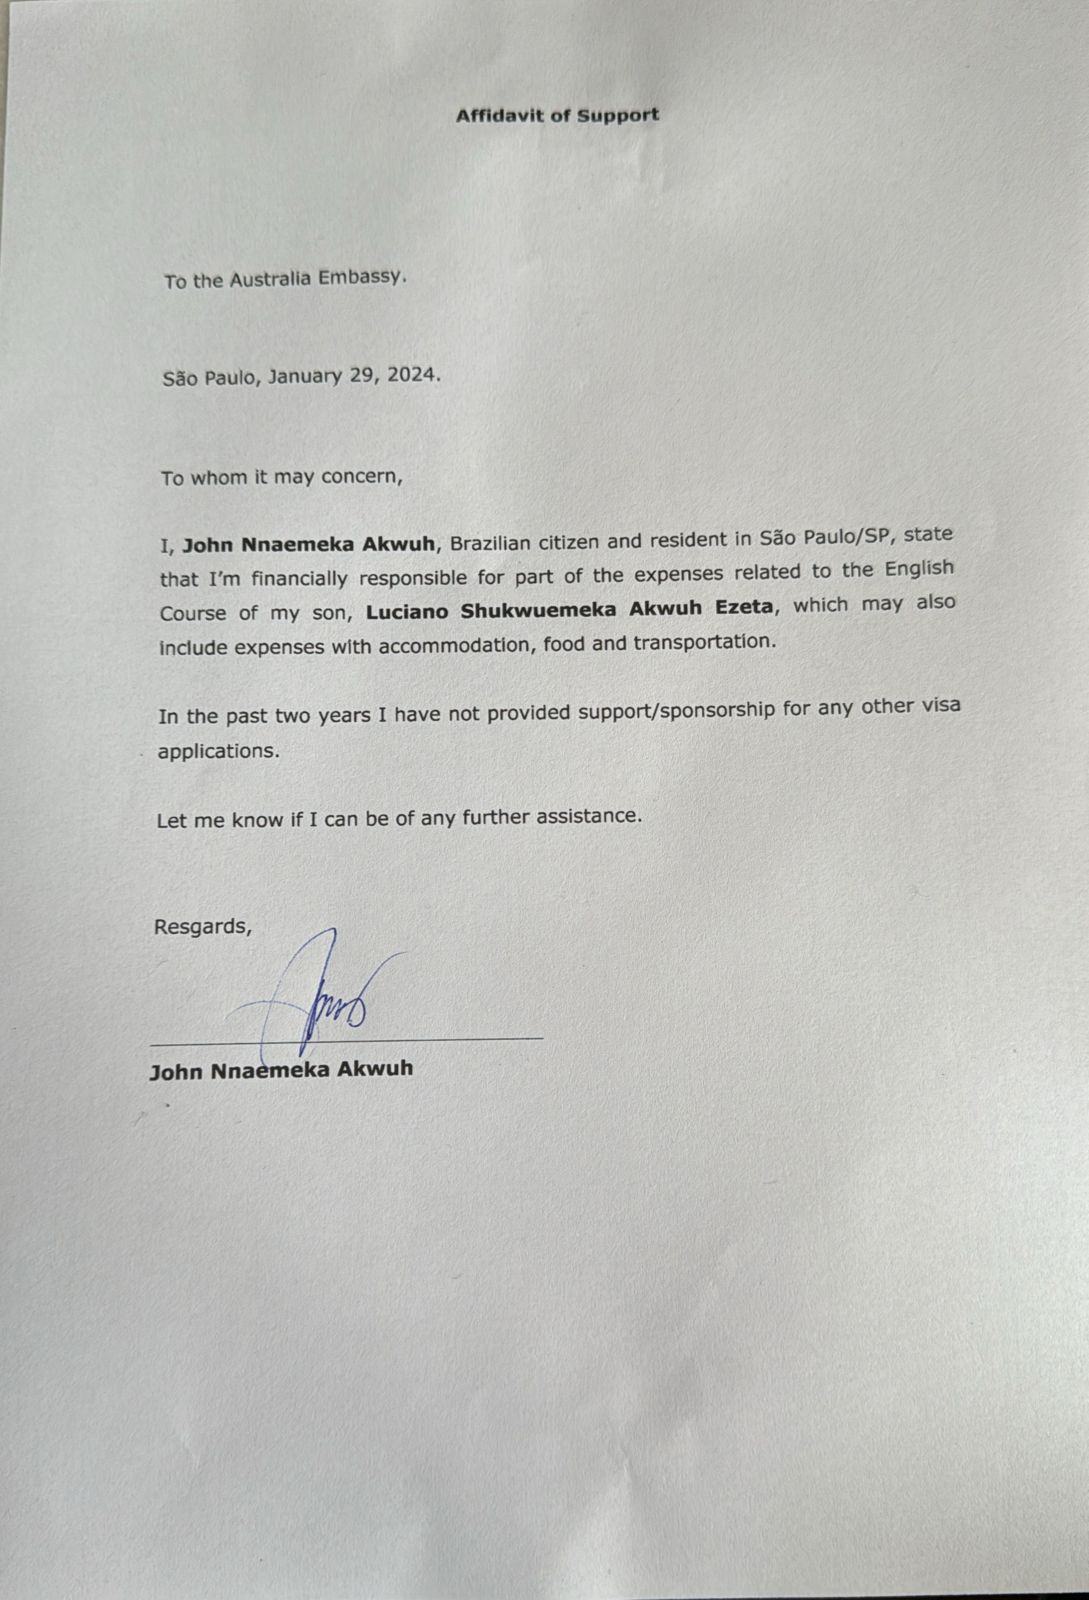 Affidavit of Support
To the Australia Embassy.
São Paulo, January 29, 2024.
To whom it may concern,
I, John Nnaemeka Akwuh, Brazilian citizen and resident in São Paulo/SP, state
that I'm financially responsible for part of the expenses related to the English
Course of my son, Luciano Shukwuemeka Akwuh Ezeta, which may also
include expenses with accommodation, food and transportation.
In the past two years I have not provided support/sponsorship for any other visa
applications.
Let me know if I can be of any further assistance.
Resgards,
John Nnaemeka Akwuh